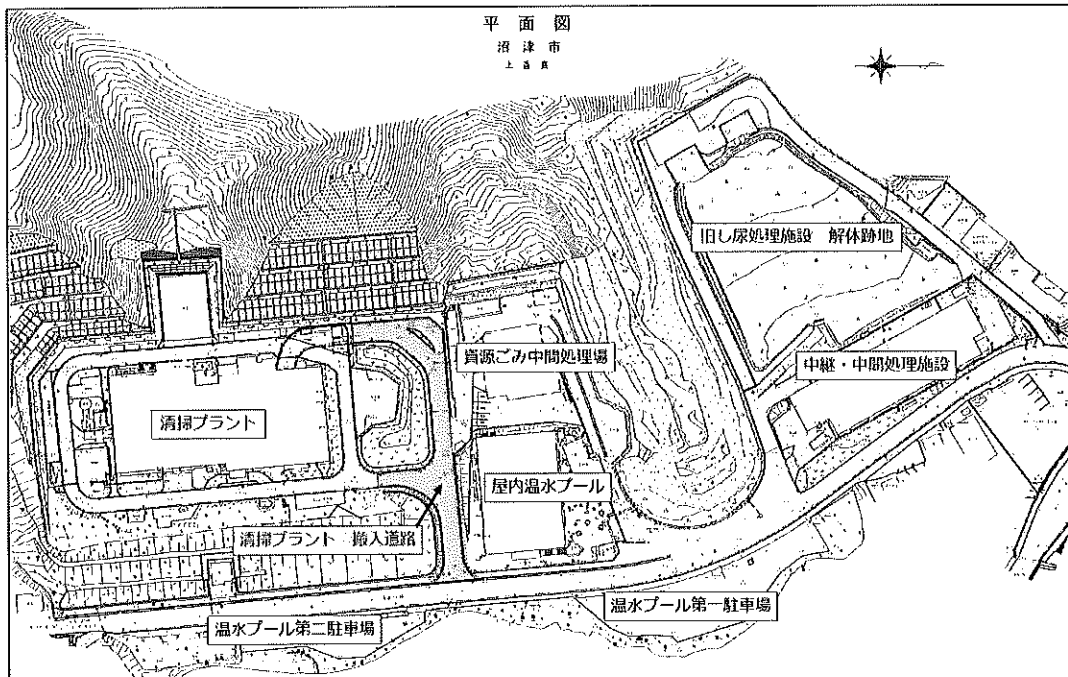 平面図
沼津市
上香貫
旧し尿処理施設　解体跡地
資源ごみ中間処理場
中継・中間処理施設
清掃プラント
屋内温水プール
清掃プラント　搬入道路
温水プール第一駐車場
温水プール第二駐車場